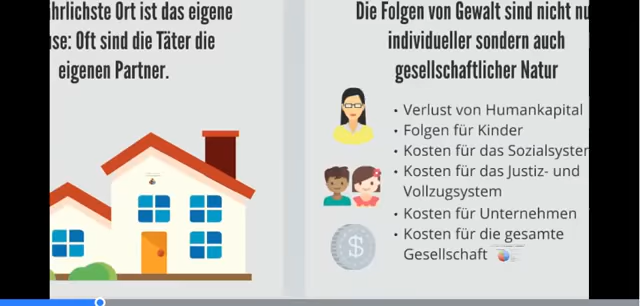 hrlichste Ort ist das eigene
se: Oft sind die Täter die
eigenen Partner.
Die Folgen von Gewalt sind nicht nu
individueller sondern auch
gesellschaftlicher Natur
• Verlust von Humankapital
• Folgen für Kinder
• Kosten für das Sozialsyster
• Kosten für das Justiz- und
Vollzugsystem
• Kosten für Unternehmen
• Kosten für die gesamte
Gesellschaft
$